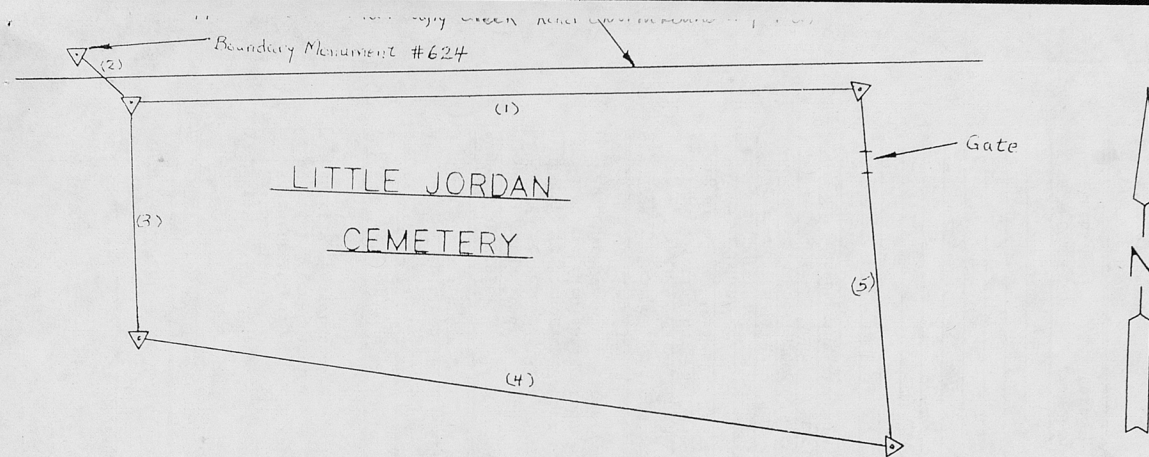 Boundary Monument #624
(2)
(1)
Gate
LITTLE JORDAN
CEMETERY
(3)
(5)
(4)
N